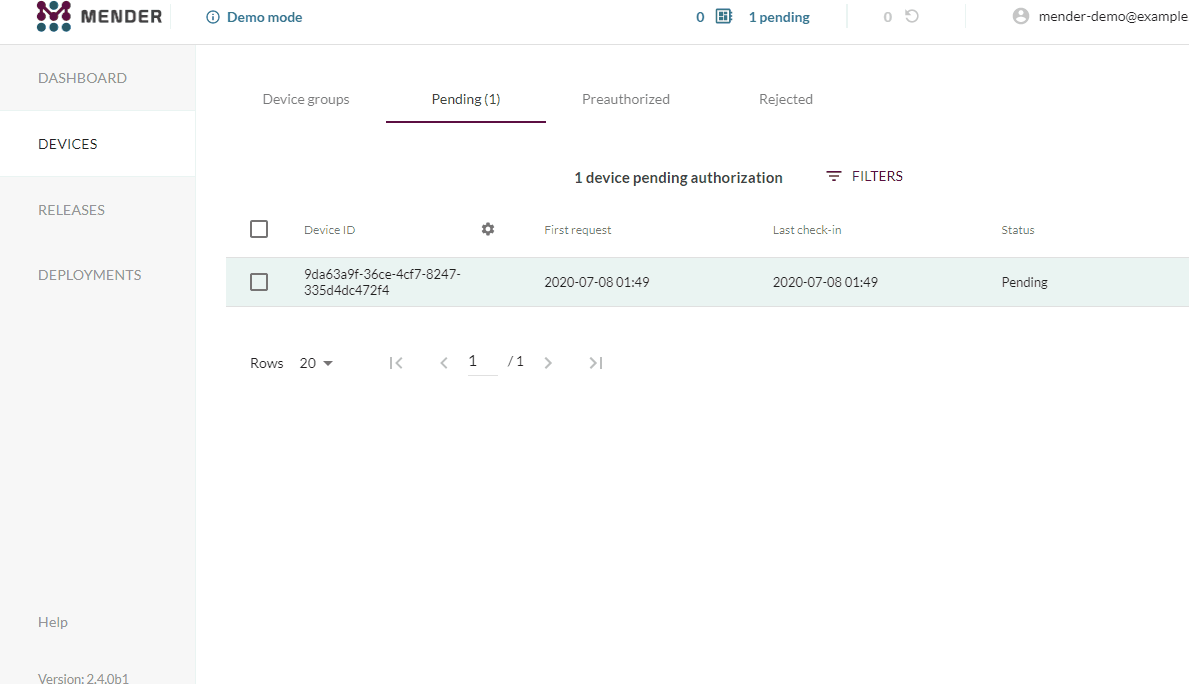 MENDER
Demo mode
0
1 pending
0
mender-demo@example
DASHBOARD
DEVICES
RELEASES
DEPLOYMENTS
Help
Version: 2.4.0b1
Device groups
Pending (1)
Preauthorized
Rejected
1 device pending authorization
FILTERS
Device ID
First request
Last check-in
Status
9da63a9f-36ce-4cf7-8247-
335d4dc472f4
2020-07-08 01:49
2020-07-08 01:49
Pending
Rows 20
1 / 1